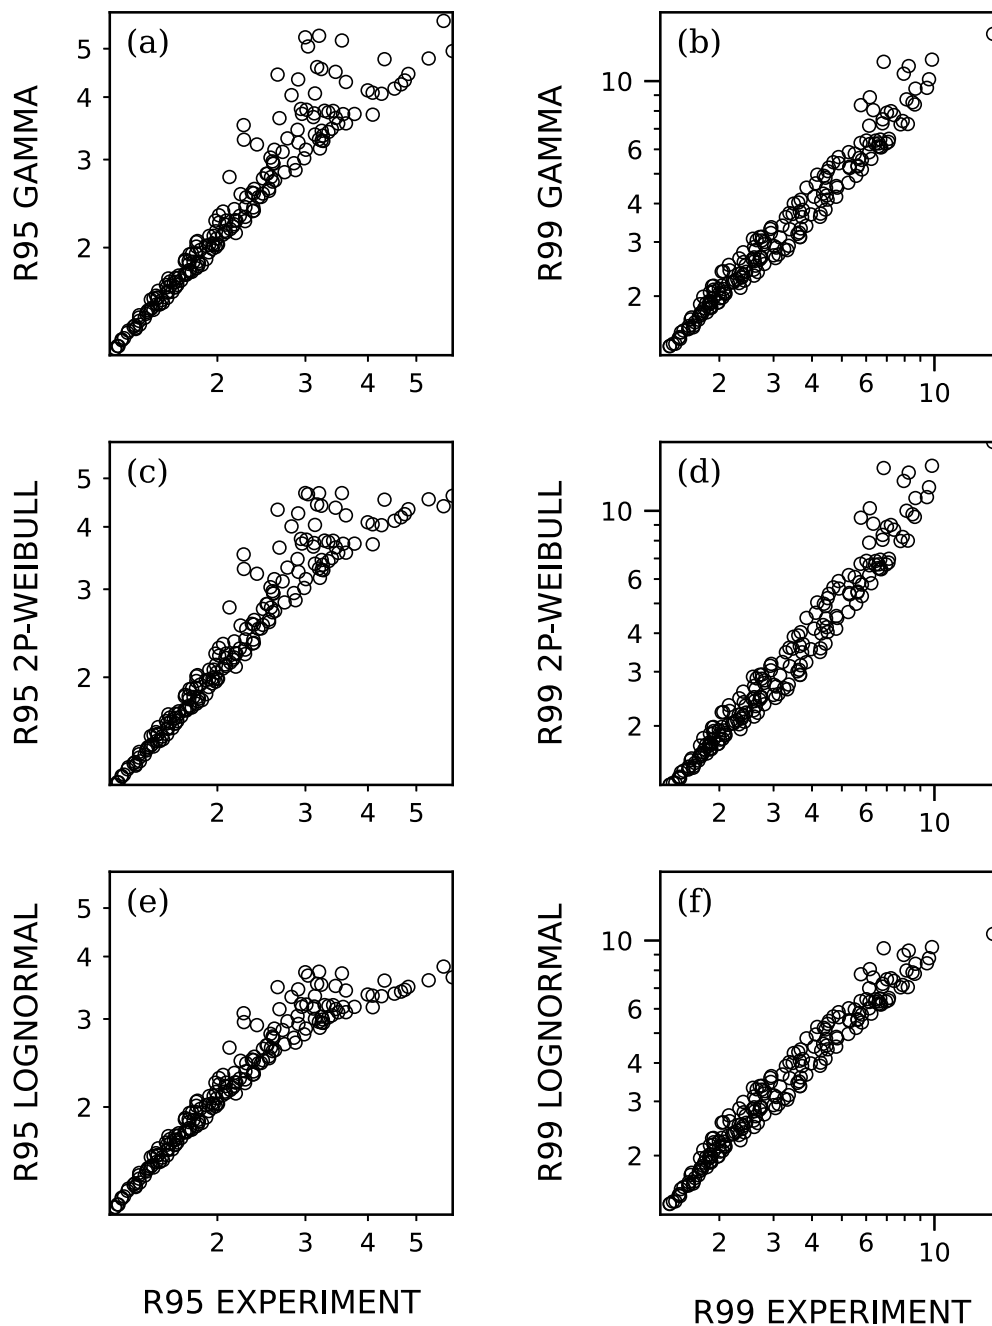 (a)
R95 GAMMA
5
4
3
2
2 3 4 5
(b)
R99 GAMMA
10
6
4
3
2
2 3 4 6 10
(c)
R95 2P-WEIBULL
5
4
3
2
2 3 4 5
(d)
R99 2P-WEIBULL
10
6
4
3
2
2 3 4 6 10
(e)
R95 LOGNORMAL
5
4
3
2
2 3 4 5
R95 EXPERIMENT
(f)
R99 LOGNORMAL
10
6
4
3
2
2 3 4 6 10
R99 EXPERIMENT